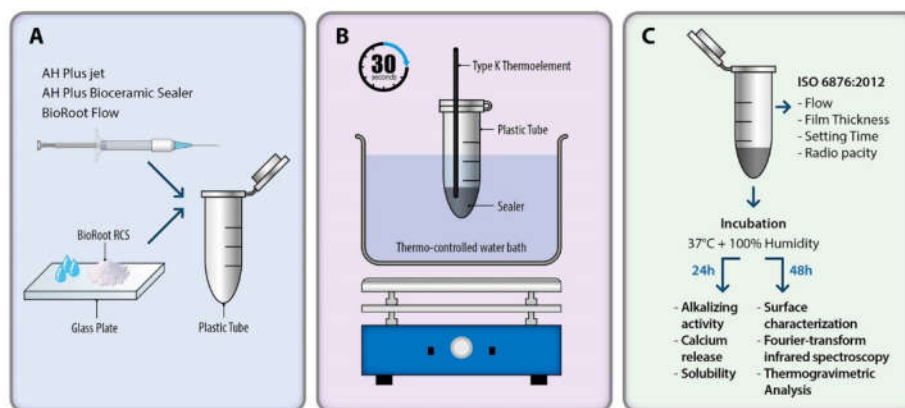 A
AH Plus jet
AH Plus Bioceramic Sealer
BioRoot Flow
BioRoot RCS
Glass Plate
Plastic Tube
B
30
seconds
Type K Thermoelement
Plastic Tube
Sealer
Thermo-controlled water bath
C
ISO 6876:2012
- Flow
- Film Thickness
- Setting Time
- Radio pacity
Incubation
37°C + 100% Humidity
24h
48h
- Alkalizing
activity
- Calcium
release
- Solubility
- Surface
characterization
- Fourier-transform
infrared spectroscopy
- Thermogravimetric
Analysis